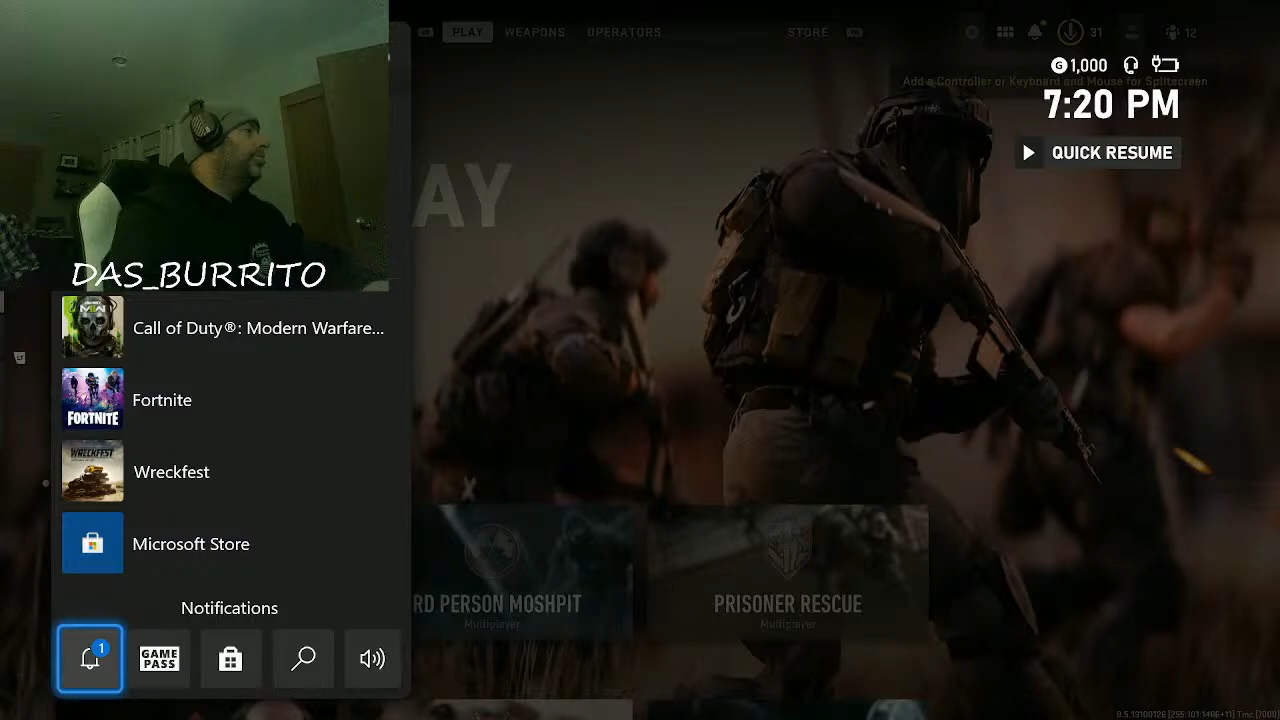 PLAY
WEAPONS
OPERATORS
STORE
31
12
G 1,000
Add a Controller or Keyboard and Mouse for Splitscreen
7:20 PM
QUICK RESUME
AY
DAS_BURRITO
Call of Duty®: Modern Warfare...
FORTNITE
Fortnite
WRECKFEST
Wreckfest
Microsoft Store
RD PERSON MOSHPIT
Multiplayer
PRISONER RESCUE
Multiplayer
Notifications
1
GAME
PASS